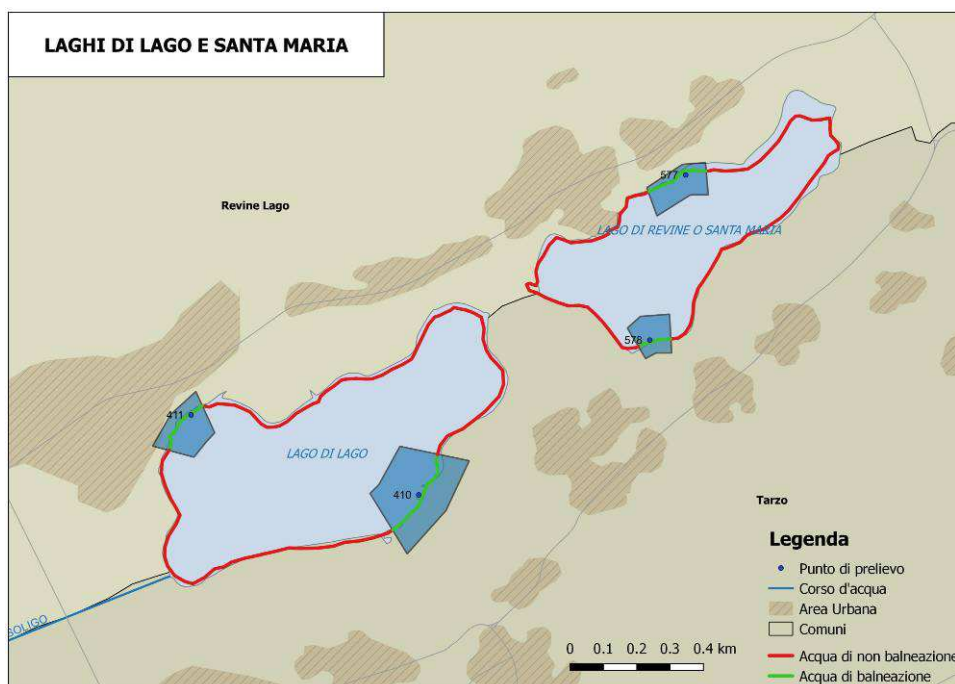 LAGHI DI LAGO E SANTA MARIA
577
Revine Lago
LAGO DI REVINE O SANTA MARIA
578
411
LAGO DI LAGO
410
Tarzo
Legenda
Punto di prelievo
Corso d'acqua
Area Urbana
Comuni
Acqua di non balneazione
Acqua di balneazione
0 0.1 0.2 0.3 0.4 km
BOLIGO